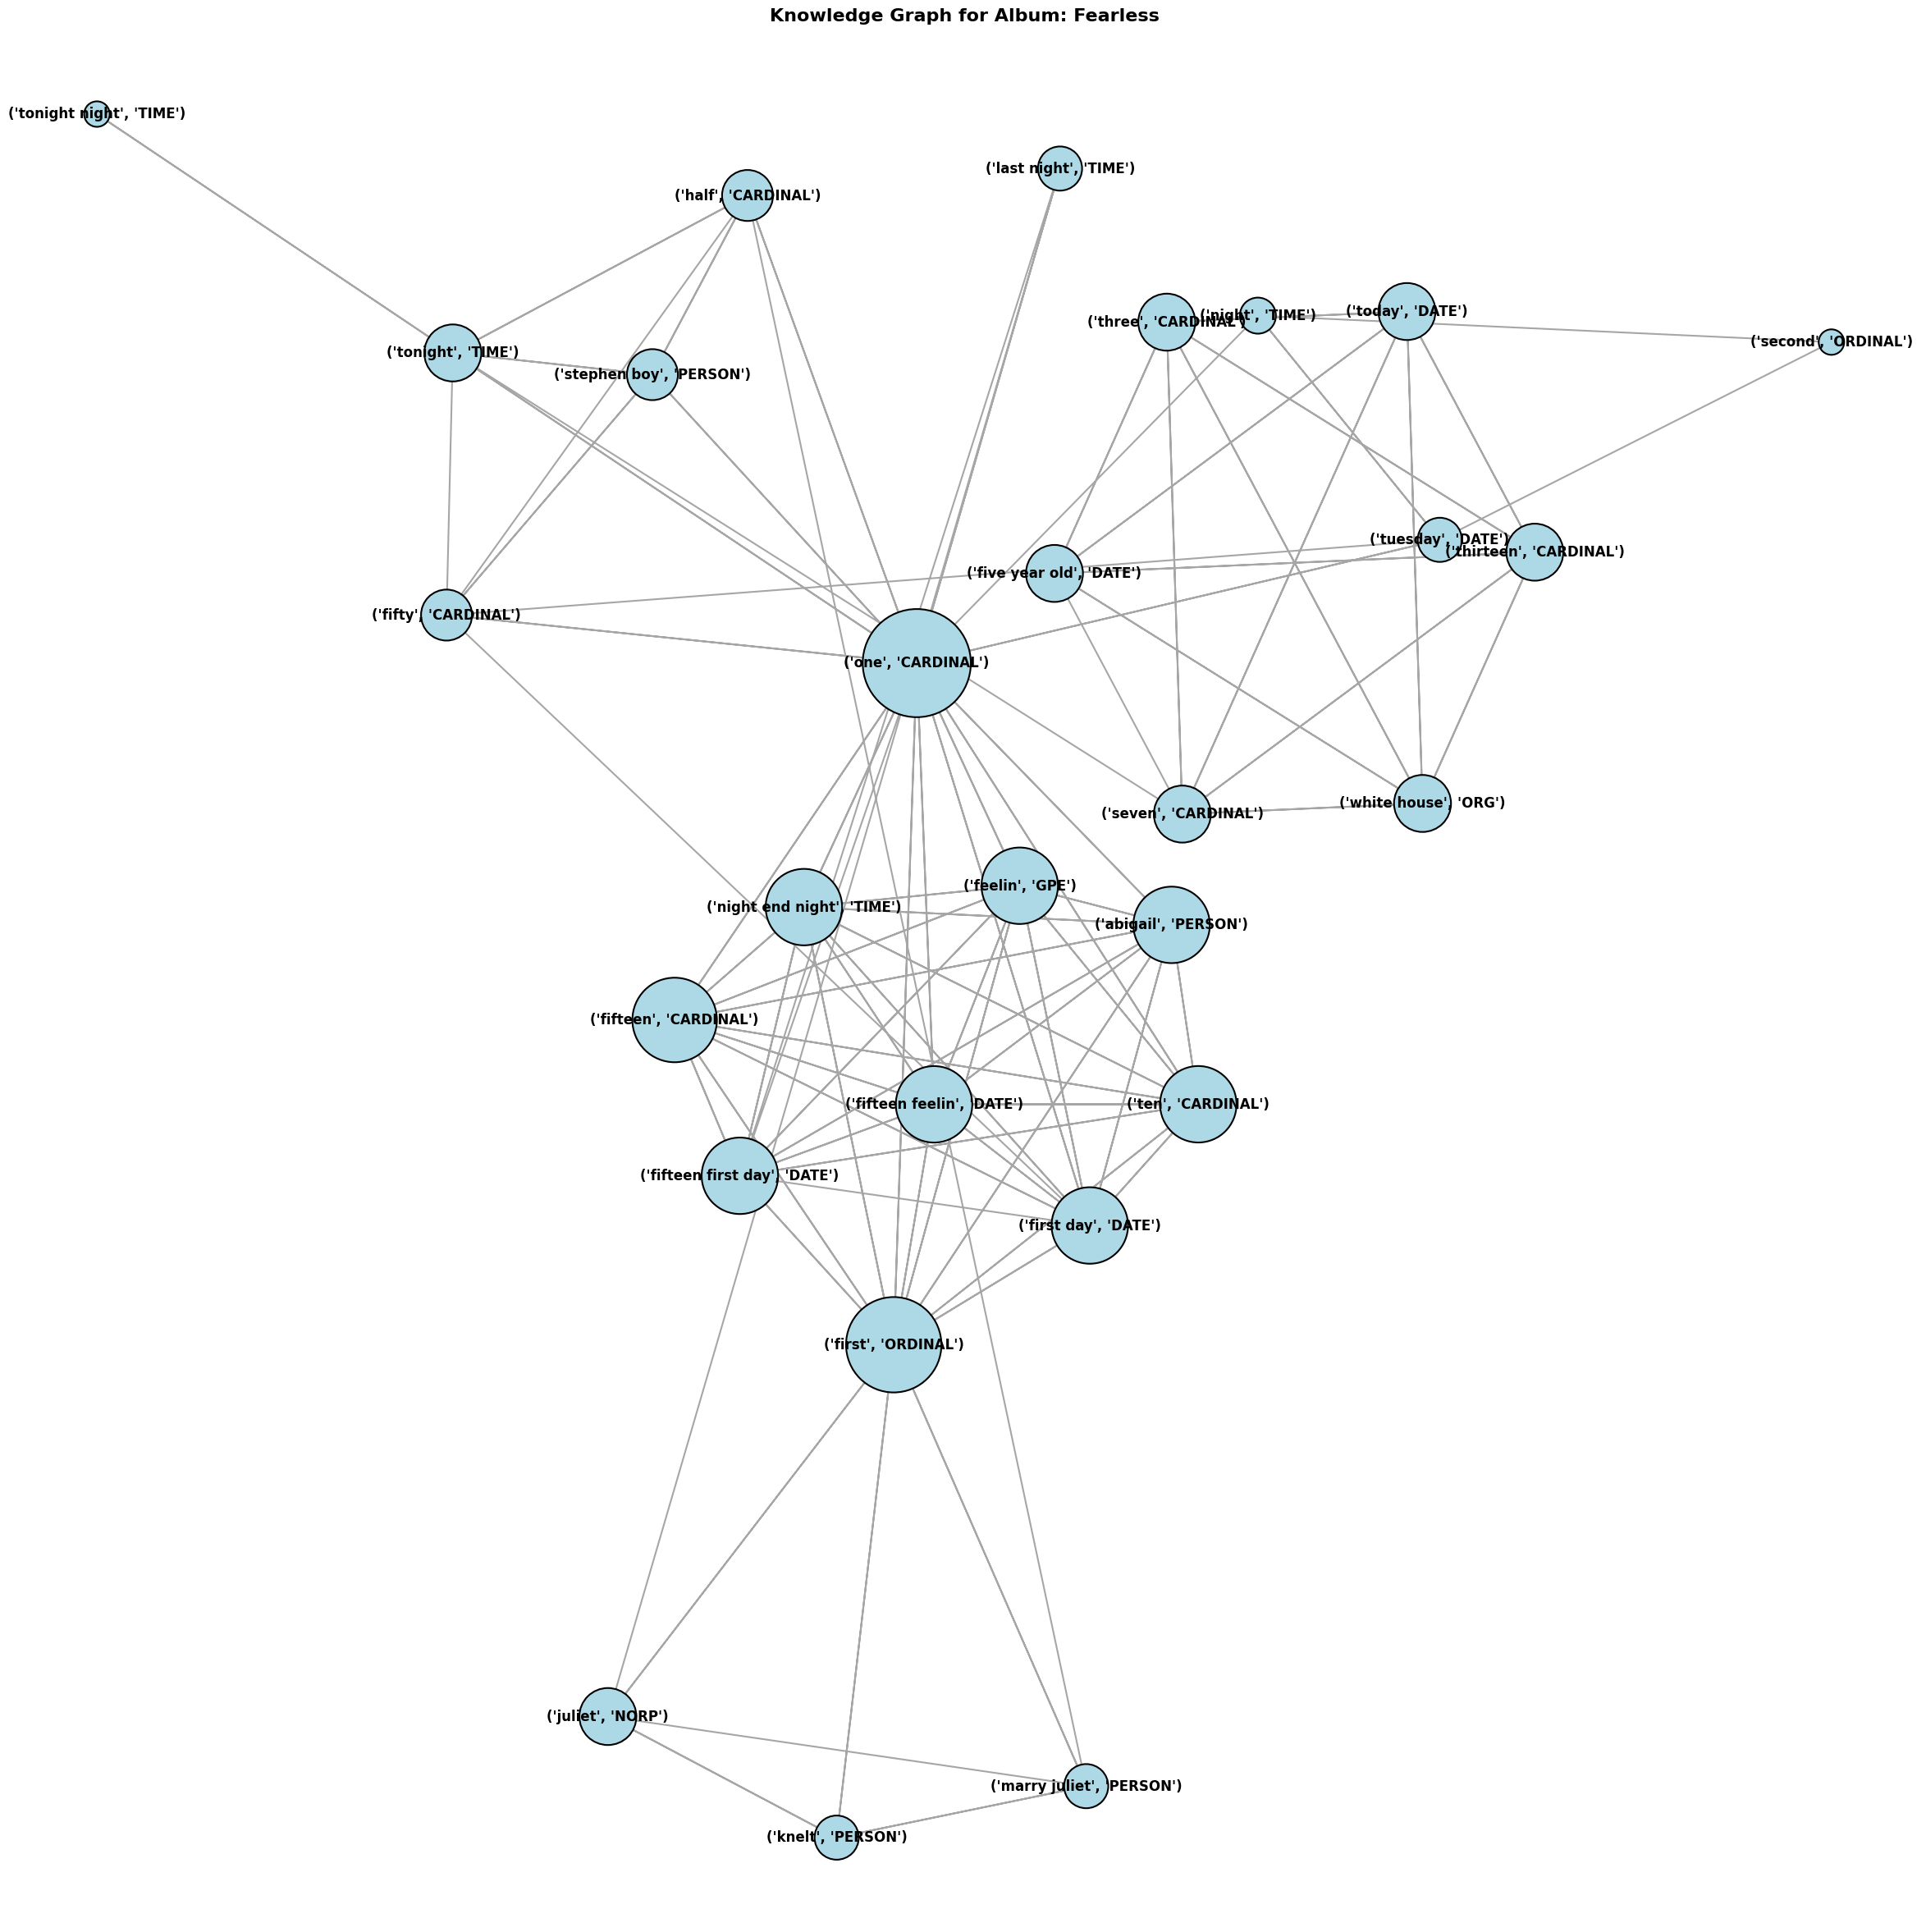 Knowledge Graph for Album: Fearless
('tonight night', 'TIME')
('last night', 'TIME')
('half', 'CARDINAL')
('three', 'CARDINAL')
('night', 'TIME')
('today', 'DATE')
('second', 'ORDINAL')
('tonight', 'TIME')
('stephen boy', 'PERSON')
('tuesday', 'DATE')
('thirteen', 'CARDINAL')
('five year old', 'DATE')
('fifty', 'CARDINAL')
('one', 'CARDINAL')
('white house', 'ORG')
('seven', 'CARDINAL')
('feelin', 'GPE')
('night end night', 'TIME')
('abigail', 'PERSON')
('fifteen', 'CARDINAL')
('fifteen feelin', 'DATE')
('ten', 'CARDINAL')
('fifteen first day', 'DATE')
('first day', 'DATE')
('first', 'ORDINAL')
('juliet', 'NORP')
('marry juliet', 'PERSON')
('knelt', 'PERSON')